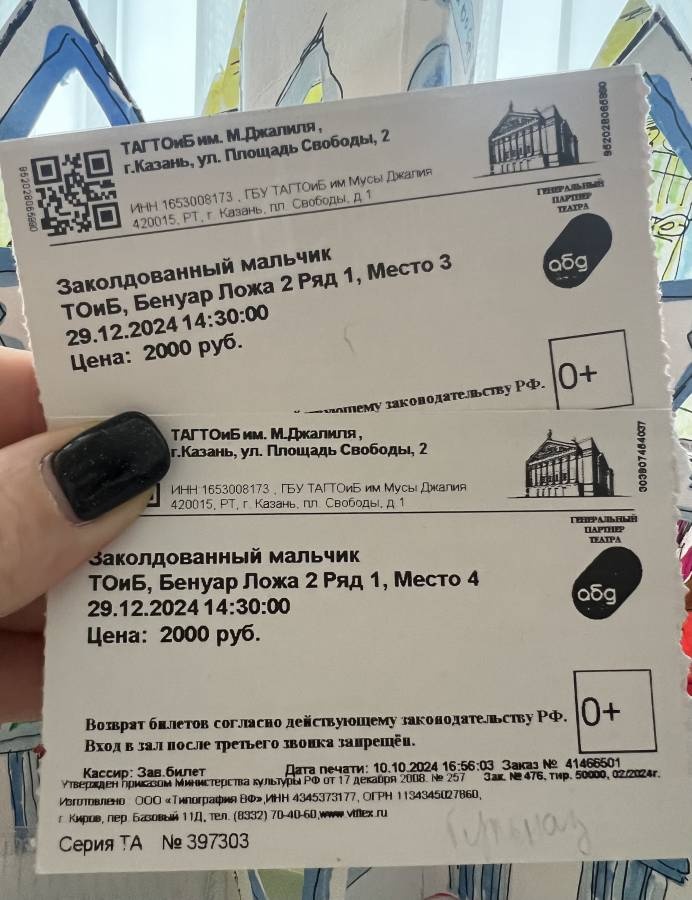 ТАГТОиБ им. М.Джалиля ,
г.Казань, ул. Площадь Свободы, 2
ИНН 1653008173 , ГБУ ТАГТОиБ им Мусы Джалия
420015, РТ, г. Казань, пл. Свободы, д 1
ГЕНЕРАЛЬНЫЙ
ПАРТНЕР
ТЕАТРА
абд
Заколдованный мальчик
ТОиБ, Бенуар Ложа 2 Ряд 1, Место 3
29.12.2024 14:30:00
Цена: 2000 руб.
0+
законодательству РФ.
ТАГТОиБ им. М.Джалиля ,
г.Казань, ул. Площадь Свободы, 2
ИНН 1653008173 , ГБУ ТАГТОиБ им Мусы Джалия
420015, РТ, г. Казань, пл. Свободы, д 1
303907464037
ГЕНЕРАЛЬНЫЙ
ПАРТНЕР
ТЕАТРА
абд
Заколдованный мальчик
ТОиБ, Бенуар Ложа 2 Ряд 1, Место 4
29.12.2024 14:30:00
Цена: 2000 руб.
0+
Возврат билетов согласно действующему законодательству РФ.
Вход в зал после третьего звонка запрещён.
Кассир: Зав.билет Дата печати: 10.10.2024 16:56:03 Заказ № 41466501
Утвержден приказом Министерства культуры РФ от 17 декабря 2008. № 257 Зак. № 476, тир. 50000, 02/2024г.
Изготовлено ООО «Типография ВФ»,ИНН 4345373177, ОГРН 1134345027860,
г. Киров, пер. Базовый 11Д, тел. (8332) 70-40-60,www.vtflex.ru
Серия ТА № 397303